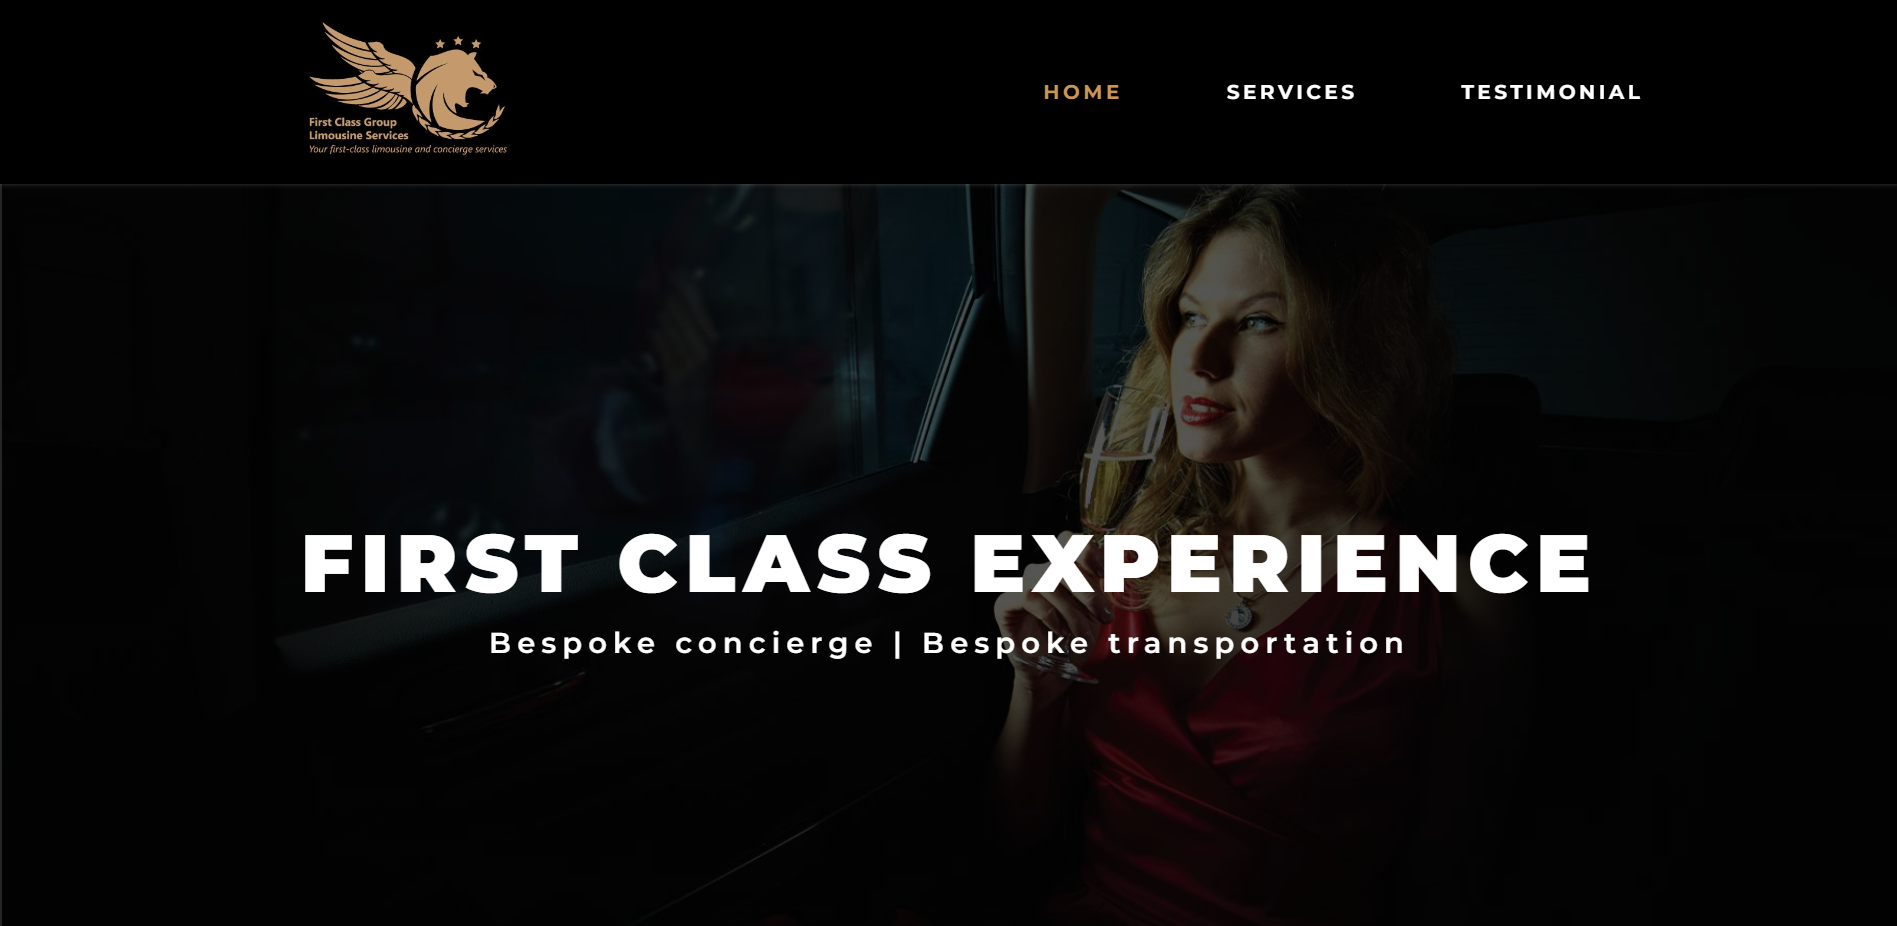 First Class Group
Limousine Services
Your first-class limousine and concierge services
HOME SERVICES TESTIMONIAL
FIRST CLASS EXPERIENCE
Bespoke concierge | Bespoke transportation